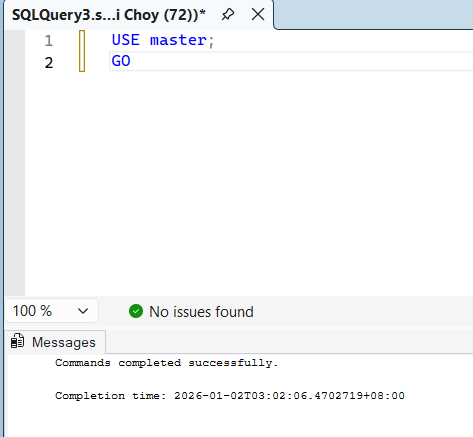 SQLQuery3.s...i Choy (72))*
1 USE master;
2 GO
100 % No issues found
Messages
Commands completed successfully.
Completion time: 2026-01-02T03:02:06.4702719+08:00